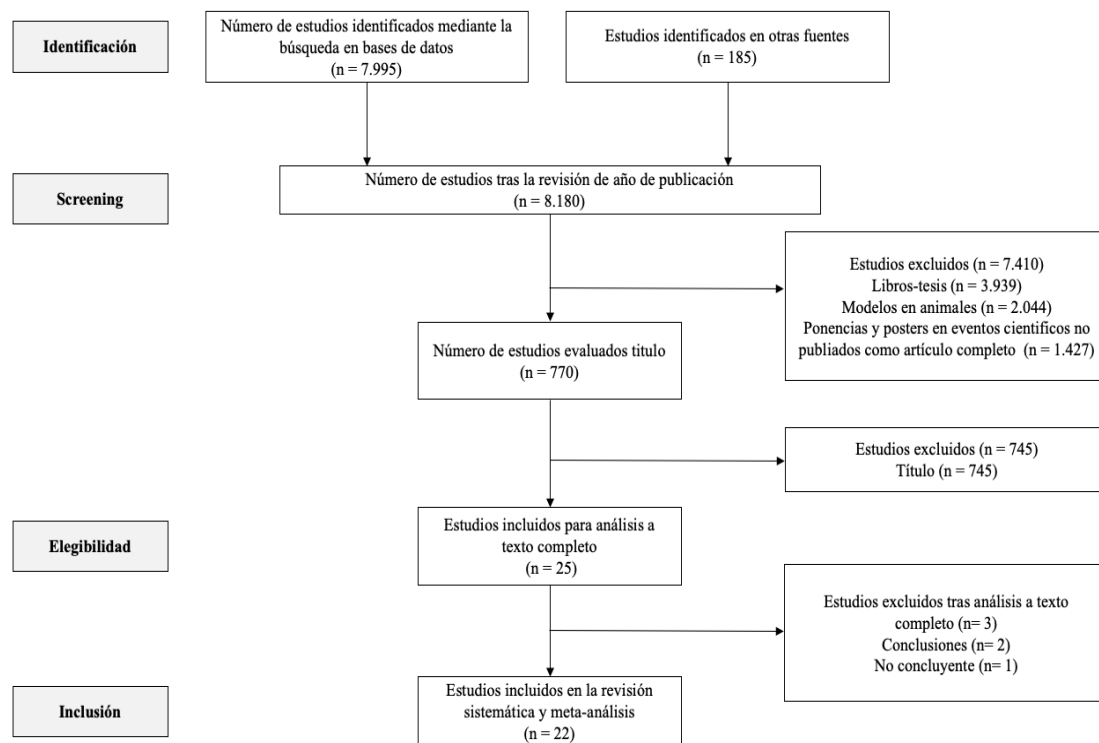 Identificación
Número de estudios identificados mediante la
búsqueda en bases de datos
(n = 7.995)
Estudios identificados en otras fuentes
(n = 185)
Screening
Número de estudios tras la revisión de año de publicación
(n = 8.180)
Estudios excluidos (n = 7.410)
Libros-tesis (n = 3.939)
Modelos en animales (n = 2.044)
Ponencias y posters en eventos cientificos no
publiados como artículo completo (n = 1.427)
Número de estudios evaluados titulo
(n = 770)
Estudios excluidos (n = 745)
Título (n = 745)
Elegibilidad
Estudios incluidos para análisis a
texto completo
(n = 25)
Estudios excluidos tras análisis a texto
completo (n= 3)
Conclusiones (n= 2)
No concluyente (n= 1)
Inclusión
Estudios incluidos en la revisión
sistemática y meta-análisis
(n = 22)